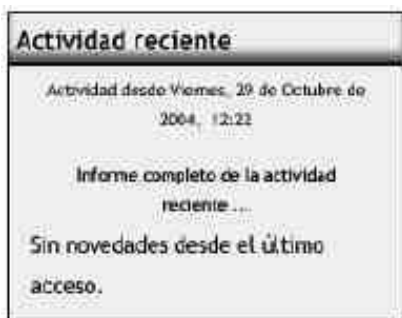 Actividad reciente
Actividad desde Viernes, 29 de Octubre de
2004, 12:22
Informe completo de la actividad
reciente ...
Sin novedades desde el último
acceso.